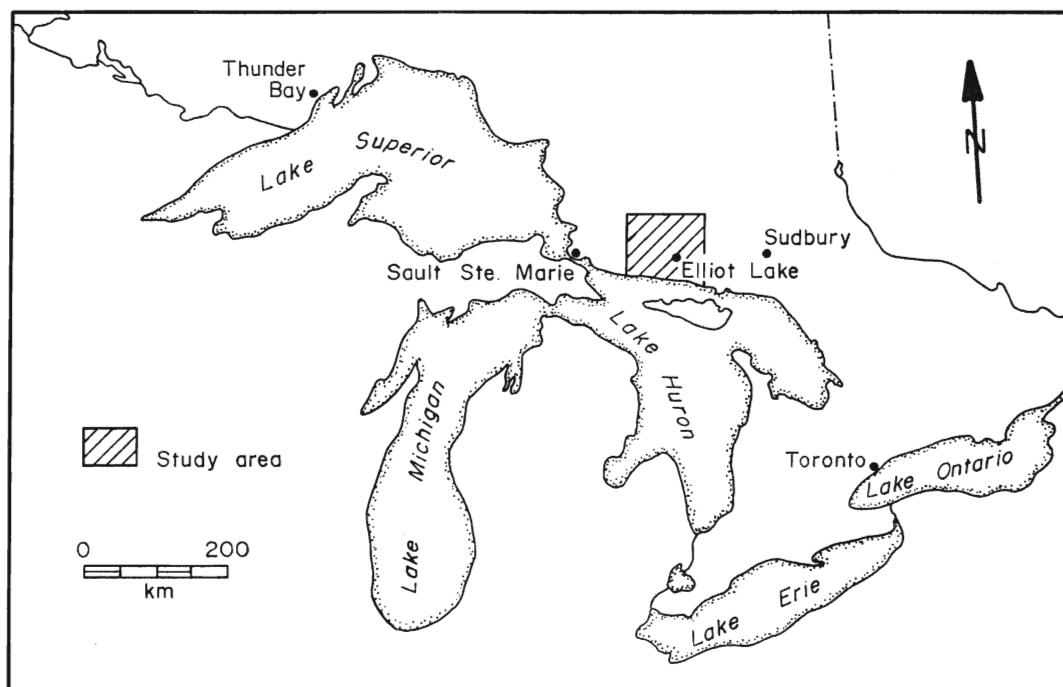 Thunder
Bay
Lake Superior
N
Sudbury
Elliot Lake
Sault Ste. Marie
Lake Huron
Lake Michigan
Study area
Toronto
Lake Ontario
0 200
km
Lake Erie